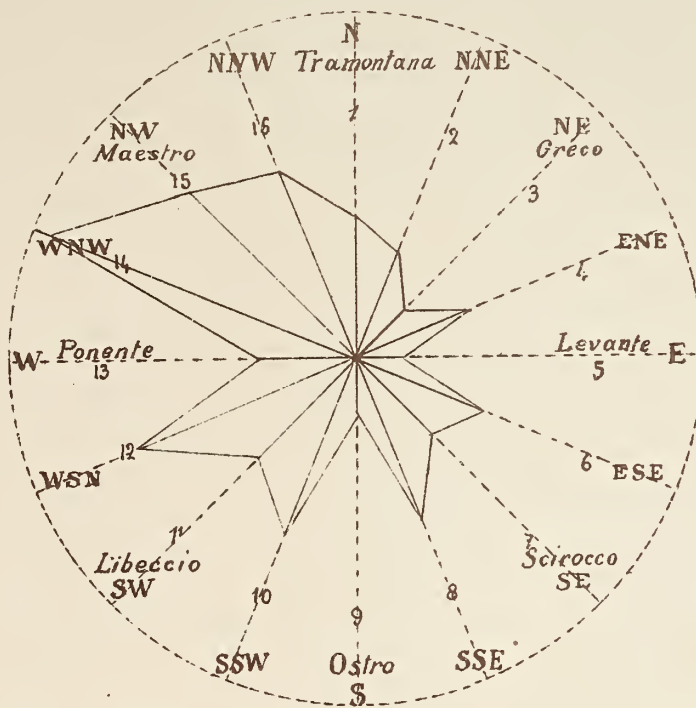 N
NNW Tramontana NNE
1
16
2
NW
Maestro
15
NE
Greco
3
WNW
14
ENE
4
W Ponente
13
Levante E
5
12
WSN
6
ESE
11
Libeccio
SW
7
Scirocco
SE
10
9
8
SSW Ostro SSE
S